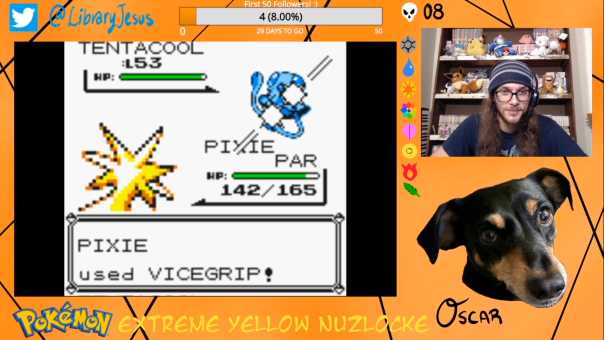 @LibraryJesus
First 50 Followers! :)
4 (8.00%)
0
29 DAYS TO GO
50
08
TENTACOOL
:L53
HP:
PIXIE
PAR
HP:
142/165
PIXIE
used VICEGRIP!
POKéMON EXTREME YELLOW NUZLOCKE
OSCAR